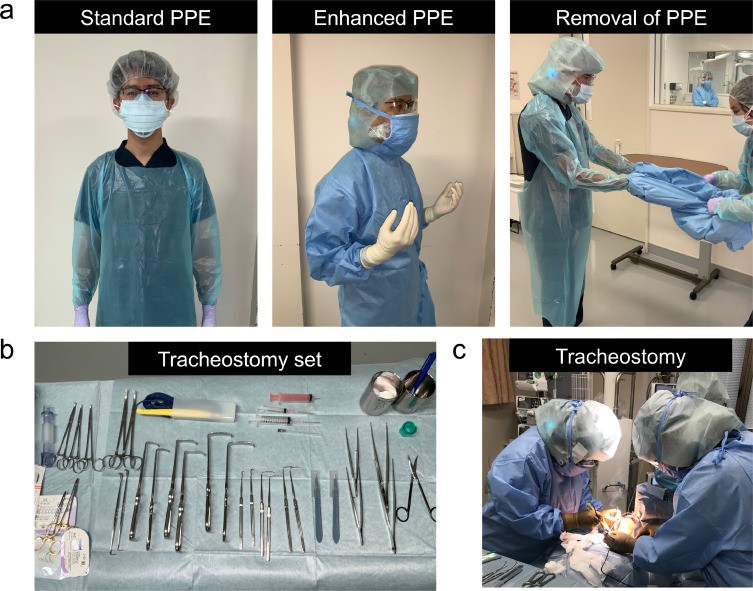 a
Standard PPE
Enhanced PPE
Removal of PPE
b
Tracheostomy set
c
Tracheostomy